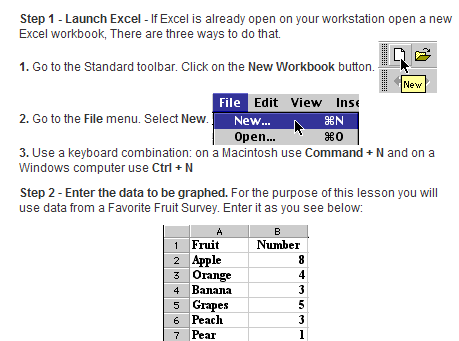 Step 1 - Launch Excel - If Excel is already open on your workstation open a new
Excel workbook, There are three ways to do that.
1. Go to the Standard toolbar. Click on the New Workbook button.
New
2. Go to the File menu. Select New.
File Edit View Inse
New... ⌘N
Open... ⌘O
3. Use a keyboard combination: on a Macintosh use Command + N and on a
Windows computer use Ctrl + N
Step 2 - Enter the data to be graphed. For the purpose of this lesson you will
use data from a Favorite Fruit Survey. Enter it as you see below:
A B
1 Fruit Number
2 Apple 8
3 Orange 4
4 Banana 3
5 Grapes 5
6 Peach 3
7 Pear 1